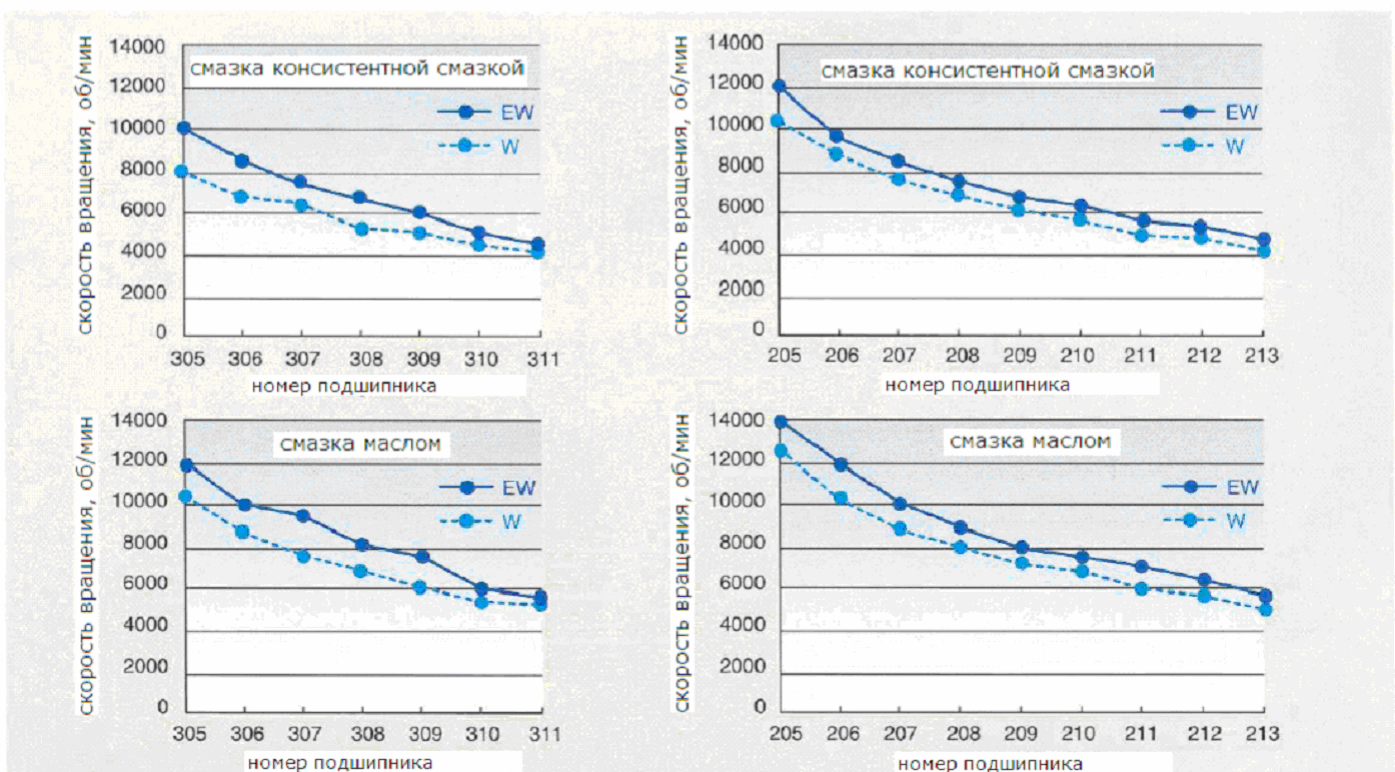 скорость вращения, об/мин
14000
12000
10000
8000
6000
4000
2000
0
смазка консистентной смазкой
EW
W
305 306 307 308 309 310 311
номер подшипника
скорость вращения, об/мин
14000
12000
10000
8000
6000
4000
2000
0
смазка консистентной смазкой
EW
W
205 206 207 208 209 210 211 212 213
номер подшипника
скорость вращения, об/мин
14000
12000
10000
8000
6000
4000
2000
0
смазка маслом
EW
W
305 306 307 308 309 310 311
номер подшипника
скорость вращения, об/мин
14000
12000
10000
8000
6000
4000
2000
0
смазка маслом
EW
W
205 206 207 208 209 210 211 212 213
номер подшипника